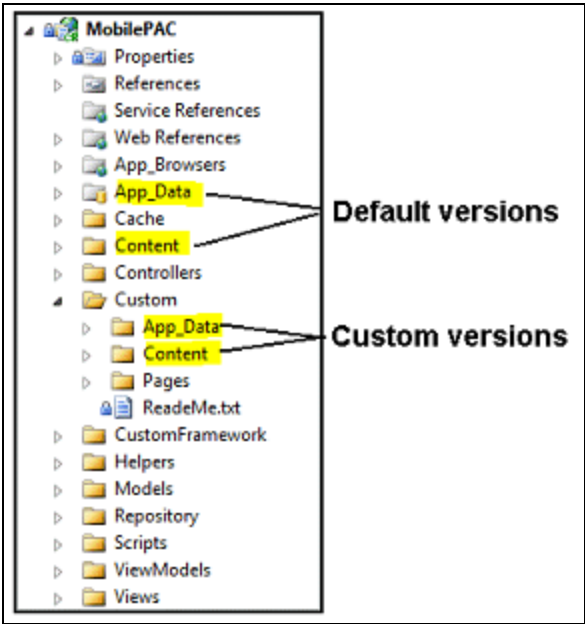 MobilePAC
Properties
References
Service References
Web References
App_Browsers
App_Data
Cache
Content
Controllers
Custom
App_Data
Content
Pages
ReadeMe.txt
CustomFramework
Helpers
Models
Repository
Scripts
ViewModels
Views
Default versions
Custom versions